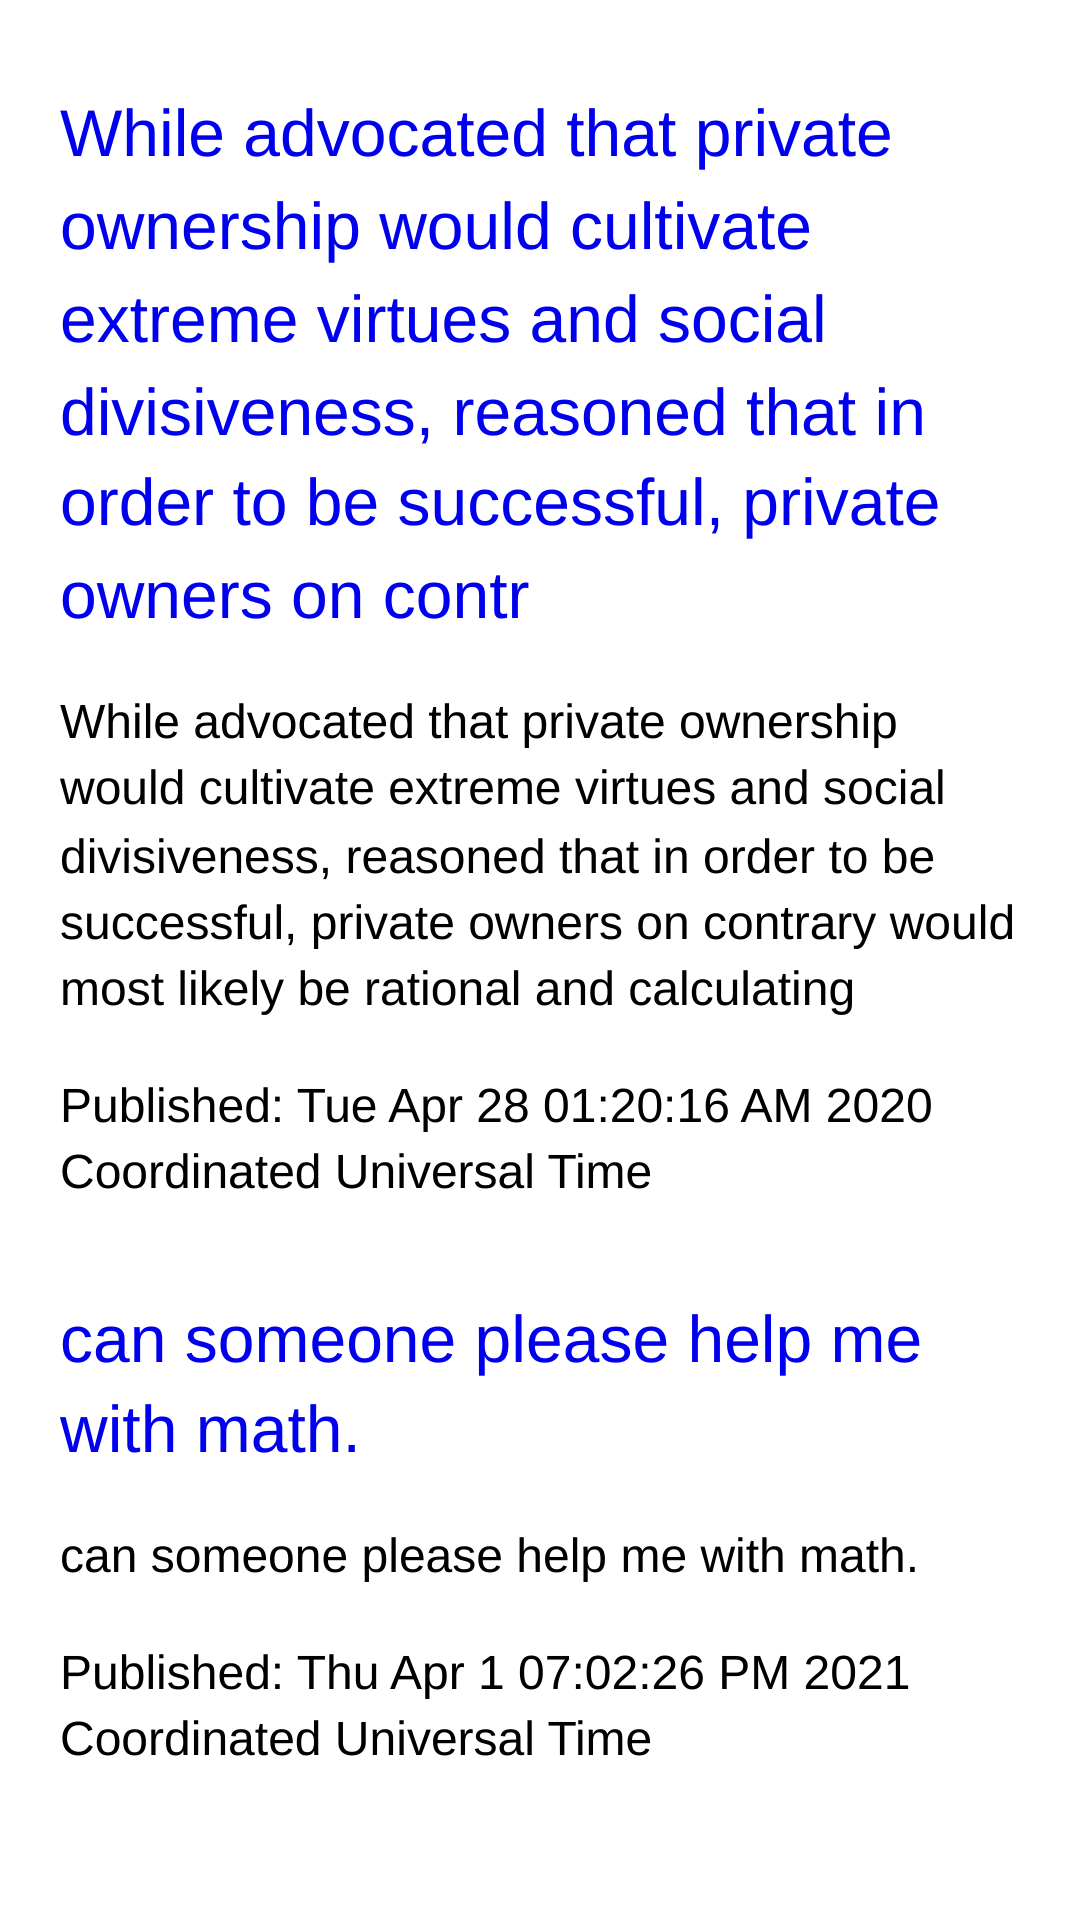 While advocated that private
ownership would cultivate
extreme virtues and social
divisiveness, reasoned that in
order to be successful, private
owners on contr
While advocated that private ownership
would cultivate extreme virtues and social
divisiveness, reasoned that in order to be
successful, private owners on contrary would
most likely be rational and calculating
Published: Tue Apr 28 01:20:16 AM 2020
Coordinated Universal Time
can someone please help me
with math.
can someone please help me with math.
Published: Thu Apr 1 07:02:26 PM 2021
Coordinated Universal Time